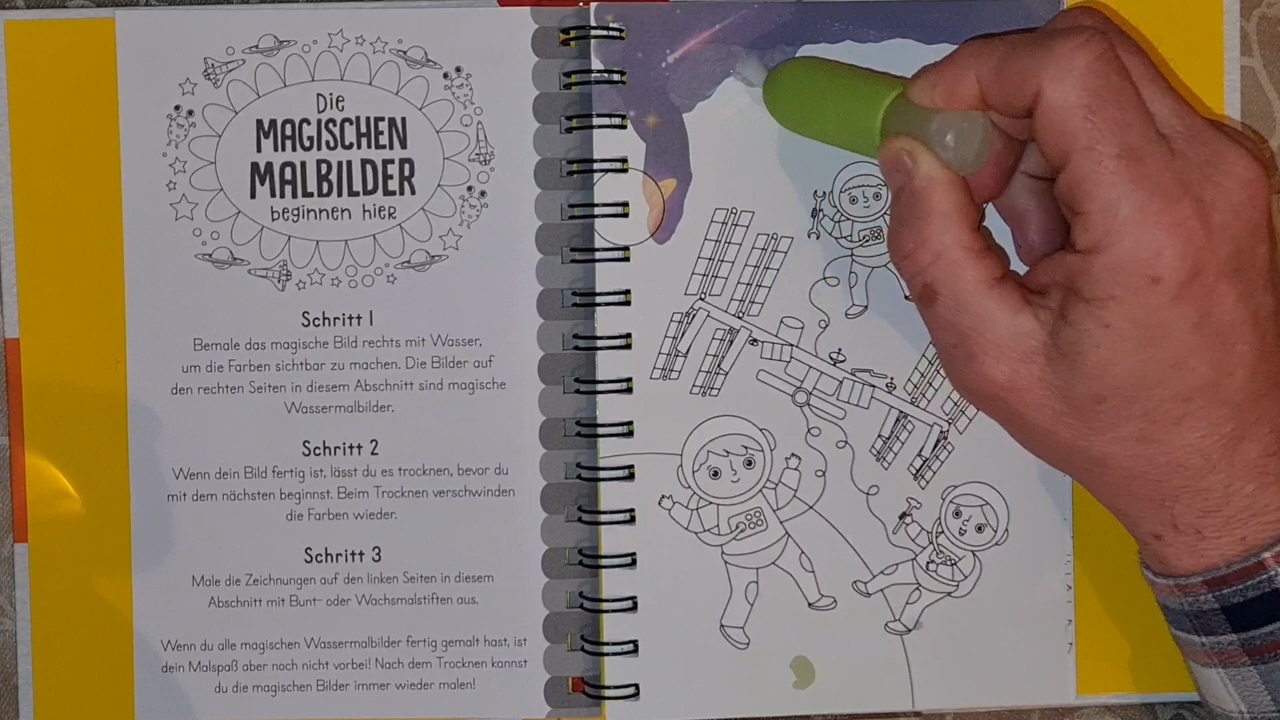 Die
MAGISCHEN
MALBILDER
beginnen hier
Schritt 1
Bemale das magische Bild rechts mit Wasser,
um die Farben sichtbar zu machen. Die Bilder auf
den rechten Seiten in diesem Abschnitt sind magische
Wassermalbilder.
Schritt 2
Wenn dein Bild fertig ist, lässt du es trocknen, bevor du
mit dem nächsten beginnst. Beim Trocknen verschwinden
die Farben wieder.
Schritt 3
Male die Zeichnungen auf den linken Seiten in diesem
Abschnitt mit Bunt- oder Wachsmalstiften aus.
Wenn du alle magischen Wassermalbilder fertig gemalt hast, ist
dein Malspaß aber noch nicht vorbei! Nach dem Trocknen kannst
du die magischen Bilder immer wieder malen!